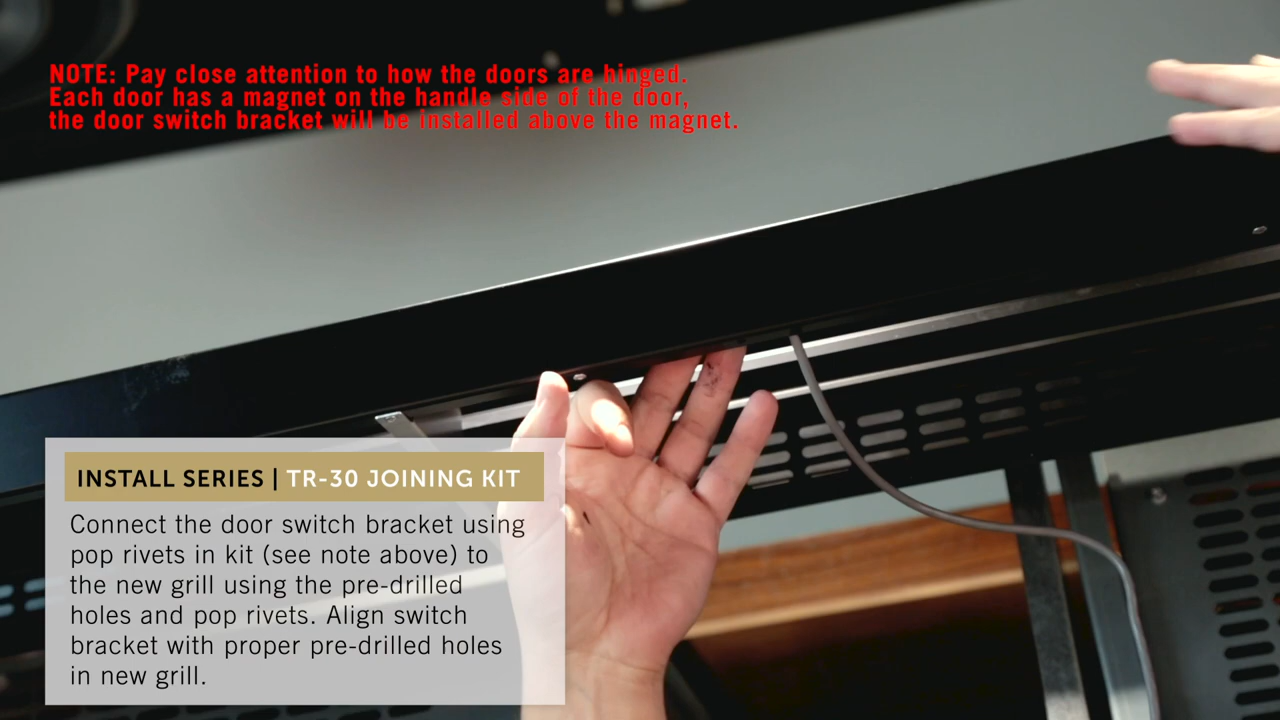 NOTE: Pay close attention to how the doors are hinged.
Each door has a magnet on the handle side of the door,
the door switch bracket will be installed above the magnet.
INSTALL SERIES | TR-30 JOINING KIT
Connect the door switch bracket using
pop rivets in kit (see note above) to
the new grill using the pre-drilled
holes and pop rivets. Align switch
bracket with proper pre-drilled holes
in new grill.